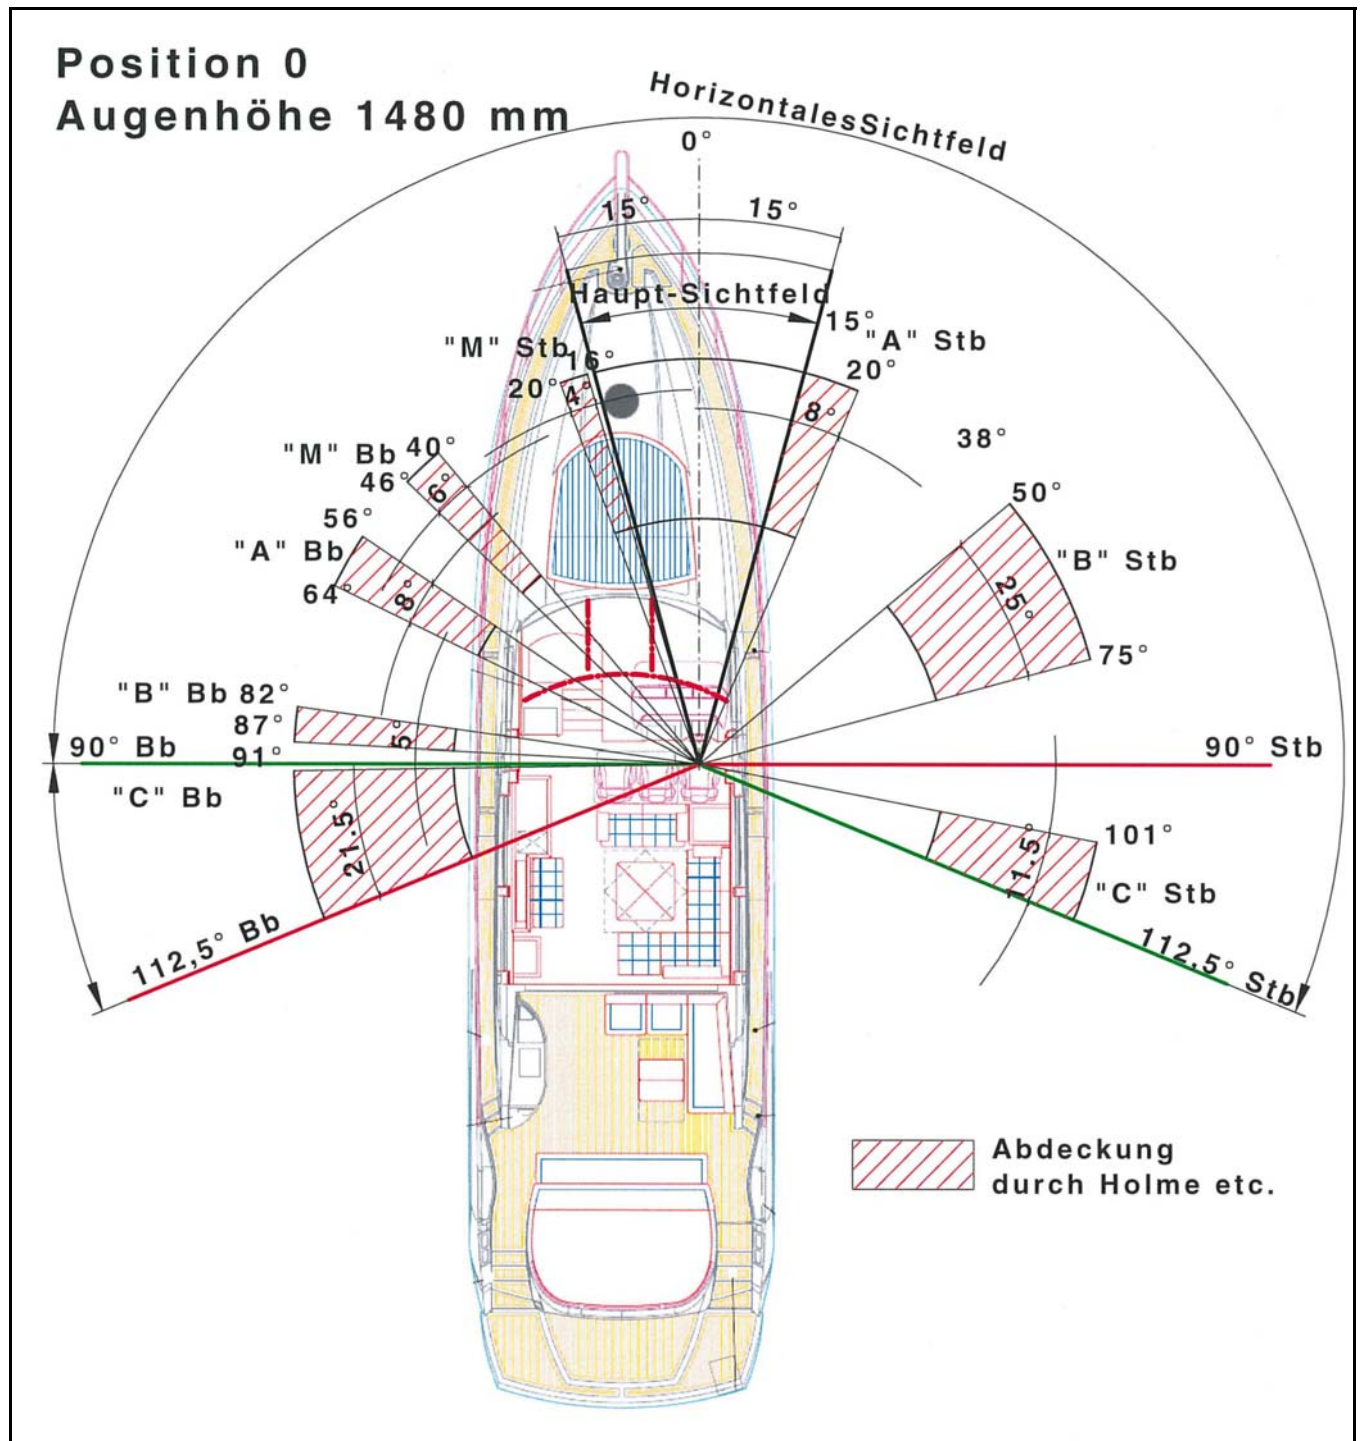 Position 0
Augenhöhe 1480 mm
HorizontalesSichtfeld
0°
15° 15°
Haupt-Sichtfeld
15°
"A" Stb
20°
8°
"M" Stb
16°
20°
4°
38°
"M" Bb 40°
46°
6°
50°
"B" Stb
25°
75°
56°
"A" Bb
64°
8°
"B" Bb 82°
87°
5°
90° Bb
91°
90° Stb
"C" Bb
21.5°
101°
11.5°
"C" Stb
112,5° Bb
112,5° Stb
Abdeckung
durch Holme etc.